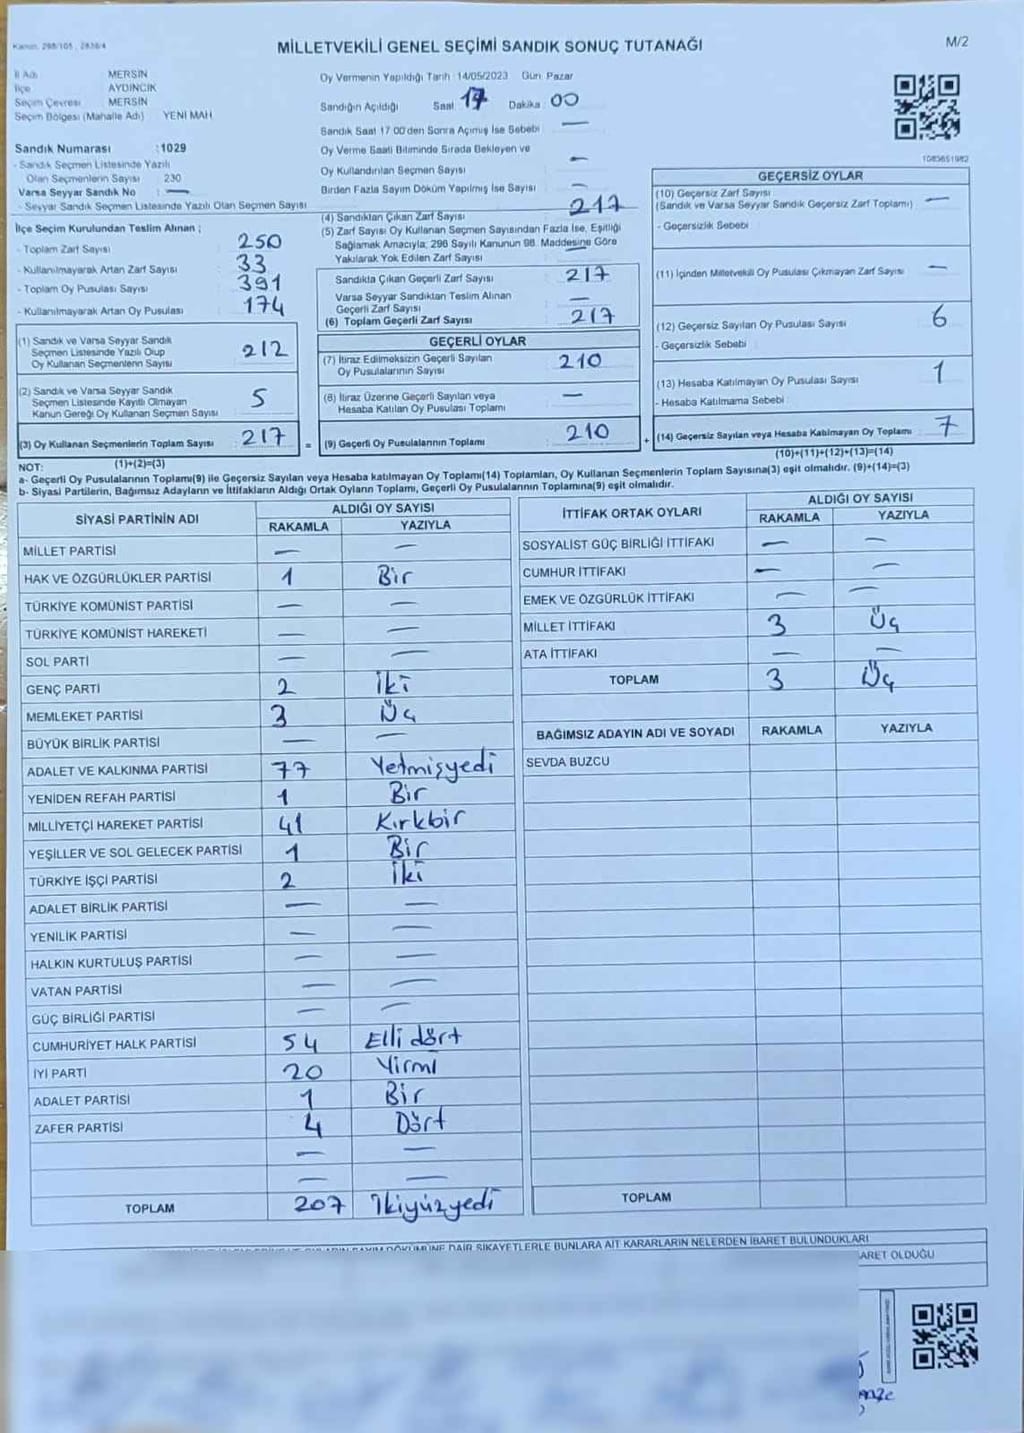 Kanun: 298/105 , 2839/4
MİLLETVEKİLİ GENEL SEÇİMİ SANDIK SONUÇ TUTANAĞI
M/2
İl Adı : MERSİN
İlçe : AYDINCIK
Seçim Çevresi : MERSİN
Seçim Bölgesi (Mahalle Adı) YENİ MAH
Sandık Numarası :1029
- Sandık Seçmen Listesinde Yazılı
Olan Seçmenlerin Sayısı : 230
Varsa Seyyar Sandık No : —
- Seyyar Sandık Seçmen Listesinde Yazılı Olan Seçmen Sayısı
Oy Vermenin Yapıldığı Tarih :14/05/2023 Gün: Pazar
Sandığın Açıldığı Saat 17 Dakika : 00
Sandık Saat 17:00'den Sonra Açılmış İse Sebebi : —
Oy Verme Saati Bitiminde Sırada Bekleyen ve
Oy Kullandırılan Seçmen Sayısı : —
Birden Fazla Sayım Döküm Yapılmış İse Sayısı : —
1083651982
İlçe Seçim Kurulundan Teslim Alınan ;
- Toplam Zarf Sayısı : 250
- Kullanılmayarak Artan Zarf Sayısı : 33
- Toplam Oy Pusulası Sayısı : 391
- Kullanılmayarak Artan Oy Pusulası : 174
(1) Sandık ve Varsa Seyyar Sandık
Seçmen Listesinde Yazılı Olup
Oy Kullanan Seçmenlerin Sayısı : 212
(2) Sandık ve Varsa Seyyar Sandık
Seçmen Listesinde Kayıtlı Olmayan
Kanun Gereği Oy Kullanan Seçmen Sayısı : 5
(3) Oy Kullanan Seçmenlerin Toplam Sayısı : 217
(1)+(2)=(3)
(4) Sandıktan Çıkan Zarf Sayısı : 217
(5) Zarf Sayısı Oy Kullanan Seçmen Sayısından Fazla İse, Eşitliği
Sağlamak Amacıyla; 298 Sayılı Kanunun 98. Maddesine Göre
Yakılarak Yok Edilen Zarf Sayısı :
Sandıkta Çıkan Geçerli Zarf Sayısı : 217
Varsa Seyyar Sandıktan Teslim Alınan
Geçerli Zarf Sayısı : —
(6) Toplam Geçerli Zarf Sayısı : 217
GEÇERLİ OYLAR
(7) İtiraz Edilmeksizin Geçerli Sayılan
Oy Pusulalarının Sayısı : 210
(8) İtiraz Üzerine Geçerli Sayılan veya
Hesaba Katılan Oy Pusulası Toplamı : —
= (9) Geçerli Oy Pusulalarının Toplamı : 210 +
GEÇERSİZ OYLAR
(10) Geçersiz Zarf Sayısı : —
(Sandık ve Varsa Seyyar Sandık Geçersiz Zarf Toplamı)
- Geçersizlik Sebebi :
(11) İçinden Milletvekili Oy Pusulası Çıkmayan Zarf Sayısı : —
(12) Geçersiz Sayılan Oy Pusulası Sayısı : 6
- Geçersizlik Sebebi :
(13) Hesaba Katılmayan Oy Pusulası Sayısı : 1
- Hesaba Katılmama Sebebi :
(14) Geçersiz Sayılan veya Hesaba Katılmayan Oy Toplamı : 7
(10)+(11)+(12)+(13)=(14)
NOT:
a- Geçerli Oy Pusulalarının Toplamı(9) ile Geçersiz Sayılan veya Hesaba katılmayan Oy Toplamı(14) Toplamları, Oy Kullanan Seçmenlerin Toplam Sayısına(3) eşit olmalıdır. (9)+(14)=(3)
b- Siyasi Partilerin, Bağımsız Adayların ve İttifakların Aldığı Ortak Oyların Toplamı, Geçerli Oy Pusulalarının Toplamına(9) eşit olmalıdır.
SİYASİ PARTİNİN ADI ALDIĞI OY SAYISI
RAKAMLA YAZIYLA
MİLLET PARTİSİ — —
HAK VE ÖZGÜRLÜKLER PARTİSİ 1 Bir
TÜRKİYE KOMÜNİST PARTİSİ — —
TÜRKİYE KOMÜNİST HAREKETİ — —
SOL PARTİ — —
GENÇ PARTİ 2 İki
MEMLEKET PARTİSİ 3 Üç
BÜYÜK BİRLİK PARTİSİ — —
ADALET VE KALKINMA PARTİSİ 77 Yetmişyedi
YENİDEN REFAH PARTİSİ 1 Bir
MİLLİYETÇİ HAREKET PARTİSİ 41 Kırkbir
YEŞİLLER VE SOL GELECEK PARTİSİ 1 Bir
TÜRKİYE İŞÇİ PARTİSİ 2 İki
ADALET BİRLİK PARTİSİ — —
YENİLİK PARTİSİ — —
HALKIN KURTULUŞ PARTİSİ — —
VATAN PARTİSİ — —
GÜÇ BİRLİĞİ PARTİSİ — —
CUMHURİYET HALK PARTİSİ 54 Elli dört
İYİ PARTİ 20 Yirmi
ADALET PARTİSİ 1 Bir
ZAFER PARTİSİ 4 Dört
— —
— —
TOPLAM 207 İkiyüzyedi
İTTİFAK ORTAK OYLARI ALDIĞI OY SAYISI
RAKAMLA YAZIYLA
SOSYALİST GÜÇ BİRLİĞİ İTTİFAKI — —
CUMHUR İTTİFAKI — —
EMEK VE ÖZGÜRLÜK İTTİFAKI — —
MİLLET İTTİFAKI 3 Üç
ATA İTTİFAKI — —
TOPLAM 3 Üç
BAĞIMSIZ ADAYIN ADI VE SOYADI RAKAMLA YAZIYLA
SEVDA BUZCU
TOPLAM
DÖKÜMÜNE DAİR ŞİKAYETLERLE BUNLARA AİT KARARLARIN NELERDEN İBARET BULUNDUKLARI
ARET OLDUĞU